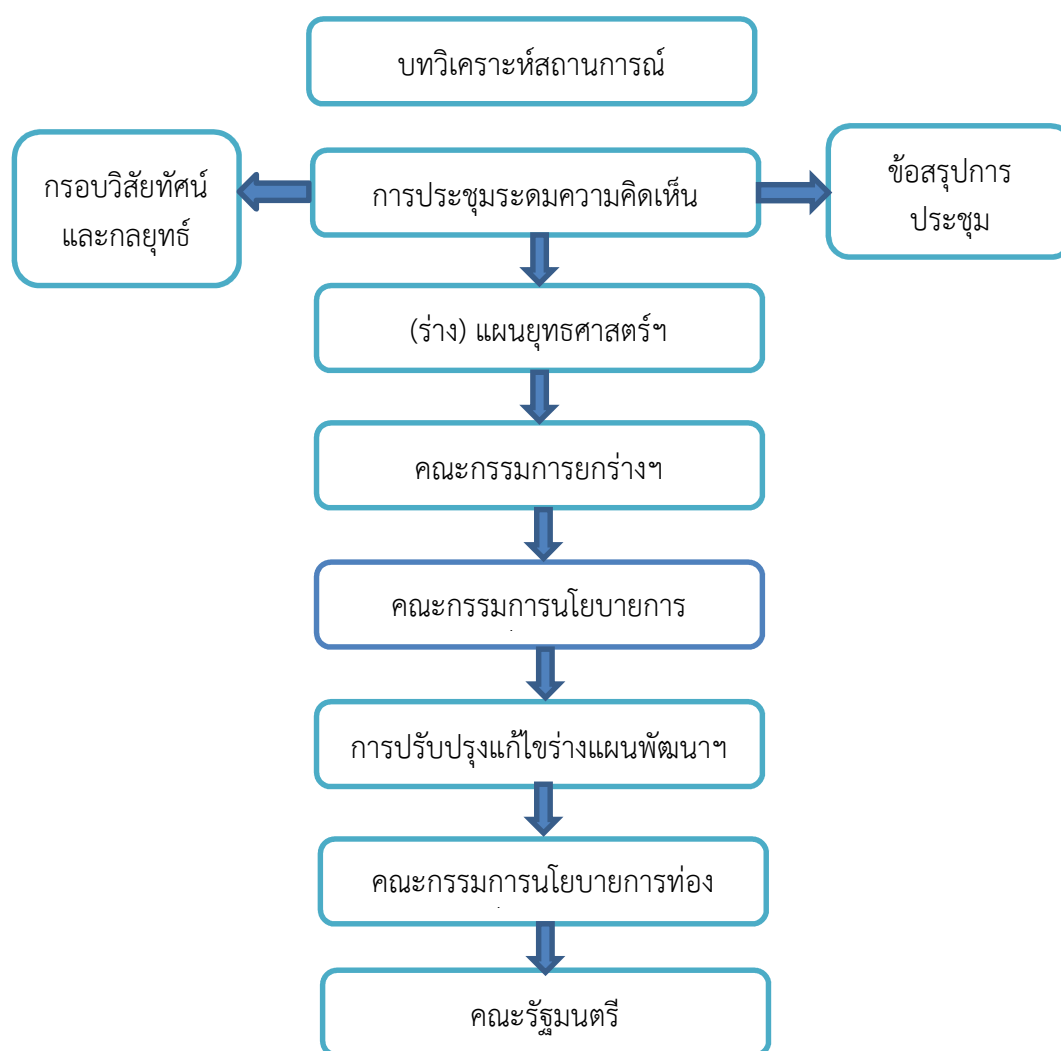 บทวิเคราะห์สถานการณ์
กรอบวิสัยทัศน์
และกลยุทธ์
การประชุมระดมความคิดเห็น
ข้อสรุปการ
ประชุม
(ร่าง) แผนยุทธศาสตร์ฯ
คณะกรรมการยกร่างฯ
คณะกรรมการนโยบายการ
การปรับปรุงแก้ไขร่างแผนพัฒนาฯ
คณะกรรมการนโยบายการท่อง
คณะรัฐมนตรี